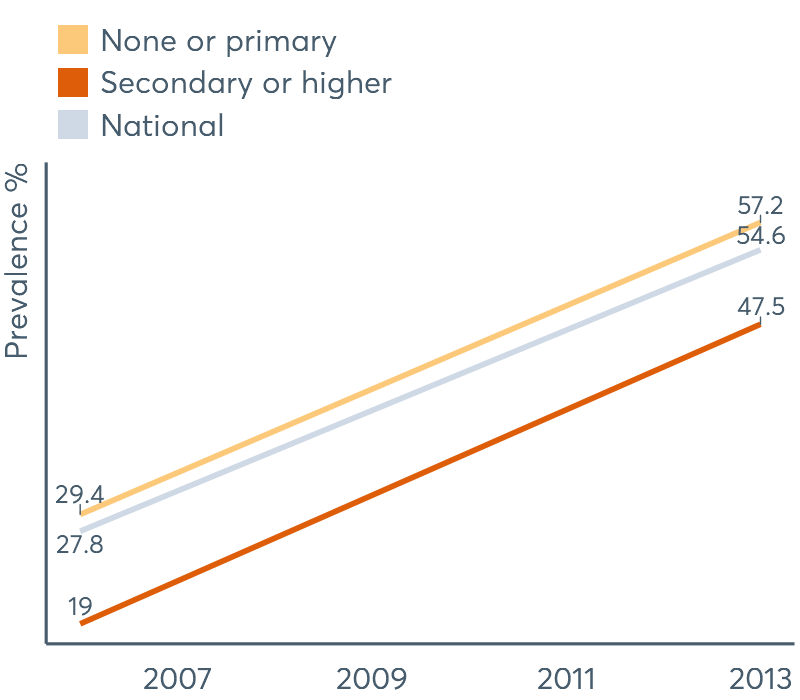 None or primary
Secondary or higher
National
Prevalence %
57.2
54.6
47.5
29.4
27.8
19
2007 2009 2011 2013